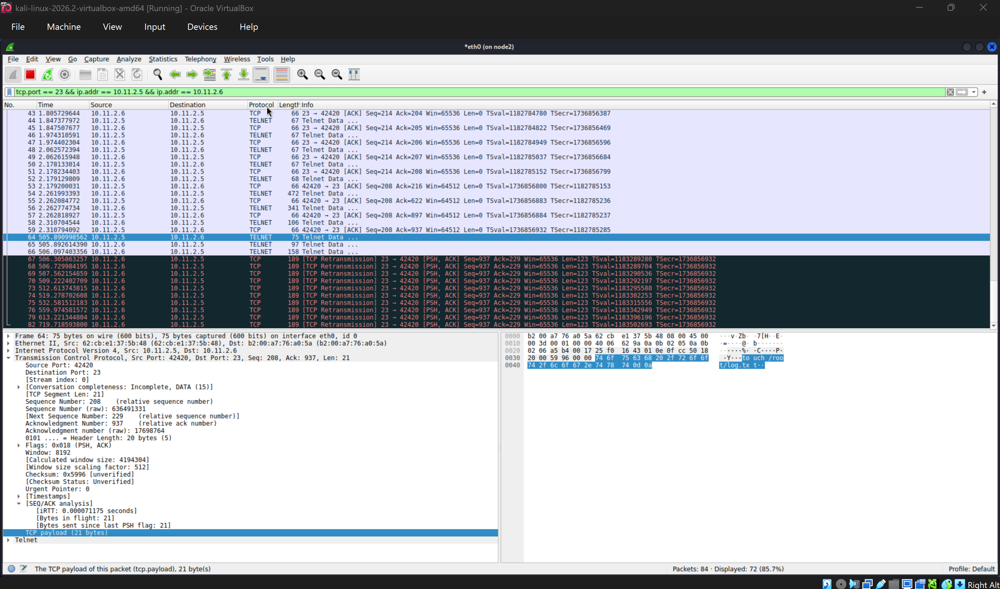 kali-linux-2026.2-virtualbox-amd64 [Running] - Oracle VirtualBox
File Machine View Input Devices Help
*eth0 (on node2)
File Edit View Go Capture Analyze Statistics Telephony Wireless Tools Help
tcp.port == 23 && ip.addr == 10.11.2.5 && ip.addr == 10.11.2.6
No. Time Source Destination Protocol Length Info
43 1.805729644 10.11.2.6 10.11.2.5 TCP 66 23 → 42420 [ACK] Seq=214 Ack=204 Win=65536 Len=0 TSval=1182784780 TSecr=1736856387
44 1.847377972 10.11.2.5 10.11.2.6 TELNET 67 Telnet Data ...
45 1.847507677 10.11.2.6 10.11.2.5 TCP 66 23 → 42420 [ACK] Seq=214 Ack=205 Win=65536 Len=0 TSval=1182784822 TSecr=1736856469
46 1.974310591 10.11.2.5 10.11.2.6 TELNET 67 Telnet Data ...
47 1.974402304 10.11.2.6 10.11.2.5 TCP 66 23 → 42420 [ACK] Seq=214 Ack=206 Win=65536 Len=0 TSval=1182784949 TSecr=1736856596
48 2.062572394 10.11.2.5 10.11.2.6 TELNET 67 Telnet Data ...
49 2.062615948 10.11.2.6 10.11.2.5 TCP 66 23 → 42420 [ACK] Seq=214 Ack=207 Win=65536 Len=0 TSval=1182785037 TSecr=1736856684
50 2.178133014 10.11.2.5 10.11.2.6 TELNET 67 Telnet Data ...
51 2.178234403 10.11.2.6 10.11.2.5 TCP 66 23 → 42420 [ACK] Seq=214 Ack=208 Win=65536 Len=0 TSval=1182785152 TSecr=1736856799
52 2.179129809 10.11.2.6 10.11.2.5 TELNET 68 Telnet Data ...
53 2.179200031 10.11.2.5 10.11.2.6 TCP 66 42420 → 23 [ACK] Seq=208 Ack=216 Win=64512 Len=0 TSval=1736856800 TSecr=1182785153
54 2.261993393 10.11.2.6 10.11.2.5 TELNET 472 Telnet Data ...
55 2.262084772 10.11.2.5 10.11.2.6 TCP 66 42420 → 23 [ACK] Seq=208 Ack=622 Win=64512 Len=0 TSval=1736856883 TSecr=1182785236
56 2.262774734 10.11.2.6 10.11.2.5 TELNET 341 Telnet Data ...
57 2.262818927 10.11.2.5 10.11.2.6 TCP 66 42420 → 23 [ACK] Seq=208 Ack=897 Win=64512 Len=0 TSval=1736856884 TSecr=1182785237
58 2.310704544 10.11.2.6 10.11.2.5 TELNET 106 Telnet Data ...
59 2.310794092 10.11.2.5 10.11.2.6 TCP 66 42420 → 23 [ACK] Seq=208 Ack=937 Win=64512 Len=0 TSval=1736856932 TSecr=1182785285
64 505.890998562 10.11.2.5 10.11.2.6 TELNET 75 Telnet Data ...
65 505.892614390 10.11.2.6 10.11.2.5 TELNET 97 Telnet Data ...
66 506.097403356 10.11.2.6 10.11.2.5 TELNET 158 Telnet Data ...
67 506.305863257 10.11.2.6 10.11.2.5 TCP 189 [TCP Retransmission] 23 → 42420 [PSH, ACK] Seq=937 Ack=229 Win=65536 Len=123 TSval=1183289280 TSecr=1736856932
68 506.729984195 10.11.2.6 10.11.2.5 TCP 189 [TCP Retransmission] 23 → 42420 [PSH, ACK] Seq=937 Ack=229 Win=65536 Len=123 TSval=1183289704 TSecr=1736856932
69 507.562154859 10.11.2.6 10.11.2.5 TCP 189 [TCP Retransmission] 23 → 42420 [PSH, ACK] Seq=937 Ack=229 Win=65536 Len=123 TSval=1183290536 TSecr=1736856932
70 509.222402709 10.11.2.6 10.11.2.5 TCP 189 [TCP Retransmission] 23 → 42420 [PSH, ACK] Seq=937 Ack=229 Win=65536 Len=123 TSval=1183292197 TSecr=1736856932
73 512.613743815 10.11.2.6 10.11.2.5 TCP 189 [TCP Retransmission] 23 → 42420 [PSH, ACK] Seq=937 Ack=229 Win=65536 Len=123 TSval=1183295588 TSecr=1736856932
74 519.278702608 10.11.2.6 10.11.2.5 TCP 189 [TCP Retransmission] 23 → 42420 [PSH, ACK] Seq=937 Ack=229 Win=65536 Len=123 TSval=1183302253 TSecr=1736856932
75 532.581512183 10.11.2.6 10.11.2.5 TCP 189 [TCP Retransmission] 23 → 42420 [PSH, ACK] Seq=937 Ack=229 Win=65536 Len=123 TSval=1183315556 TSecr=1736856932
76 559.974581572 10.11.2.6 10.11.2.5 TCP 189 [TCP Retransmission] 23 → 42420 [PSH, ACK] Seq=937 Ack=229 Win=65536 Len=123 TSval=1183342949 TSecr=1736856932
79 613.221344804 10.11.2.6 10.11.2.5 TCP 189 [TCP Retransmission] 23 → 42420 [PSH, ACK] Seq=937 Ack=229 Win=65536 Len=123 TSval=1183396196 TSecr=1736856932
82 719.718593800 10.11.2.6 10.11.2.5 TCP 189 [TCP Retransmission] 23 → 42420 [PSH, ACK] Seq=937 Ack=229 Win=65536 Len=123 TSval=1183502693 TSecr=1736856932
Frame 64: 75 bytes on wire (600 bits), 75 bytes captured (600 bits) on interface eth0, id 0
Ethernet II, Src: 62:cb:e1:37:5b:48 (62:cb:e1:37:5b:48), Dst: b2:00:a7:76:a0:5a (b2:00:a7:76:a0:5a)
Internet Protocol Version 4, Src: 10.11.2.5, Dst: 10.11.2.6
Transmission Control Protocol, Src Port: 42420, Dst Port: 23, Seq: 208, Ack: 937, Len: 21
Source Port: 42420
Destination Port: 23
[Stream index: 0]
[Conversation completeness: Incomplete, DATA (15)]
[TCP Segment Len: 21]
Sequence Number: 208 (relative sequence number)
Sequence Number (raw): 636491331
[Next Sequence Number: 229 (relative sequence number)]
Acknowledgment Number: 937 (relative ack number)
Acknowledgment number (raw): 17698764
0101 .... = Header Length: 20 bytes (5)
Flags: 0x018 (PSH, ACK)
Window: 8192
[Calculated window size: 4194304]
[Window size scaling factor: 512]
Checksum: 0x5996 [unverified]
[Checksum Status: Unverified]
Urgent Pointer: 0
[Timestamps]
[SEQ/ACK analysis]
[iRTT: 0.000071175 seconds]
[Bytes in flight: 21]
[Bytes sent since last PSH flag: 21]
TCP payload (21 bytes)
Telnet
0000 b2 00 a7 76 a0 5a 62 cb e1 37 5b 48 08 00 45 00 ···v·Zb· ·7[H··E·
0010 00 3d 00 01 00 00 40 06 62 9a 0a 0b 02 05 0a 0b ·=····@· b·······
0020 02 06 a5 b4 00 17 25 f0 16 43 01 0e 0f cc 50 18 ······%· ·C····P·
0030 20 00 59 96 00 00 74 6f 75 63 68 20 2f 72 6f 6f ·Y···to uch /roo
0040 74 2f 6c 6f 67 2e 74 78 74 0d 0a t/log.tx t··
The TCP payload of this packet (tcp.payload), 21 byte(s)
Packets: 84 · Displayed: 72 (85.7%)
Profile: Default
Right Alt